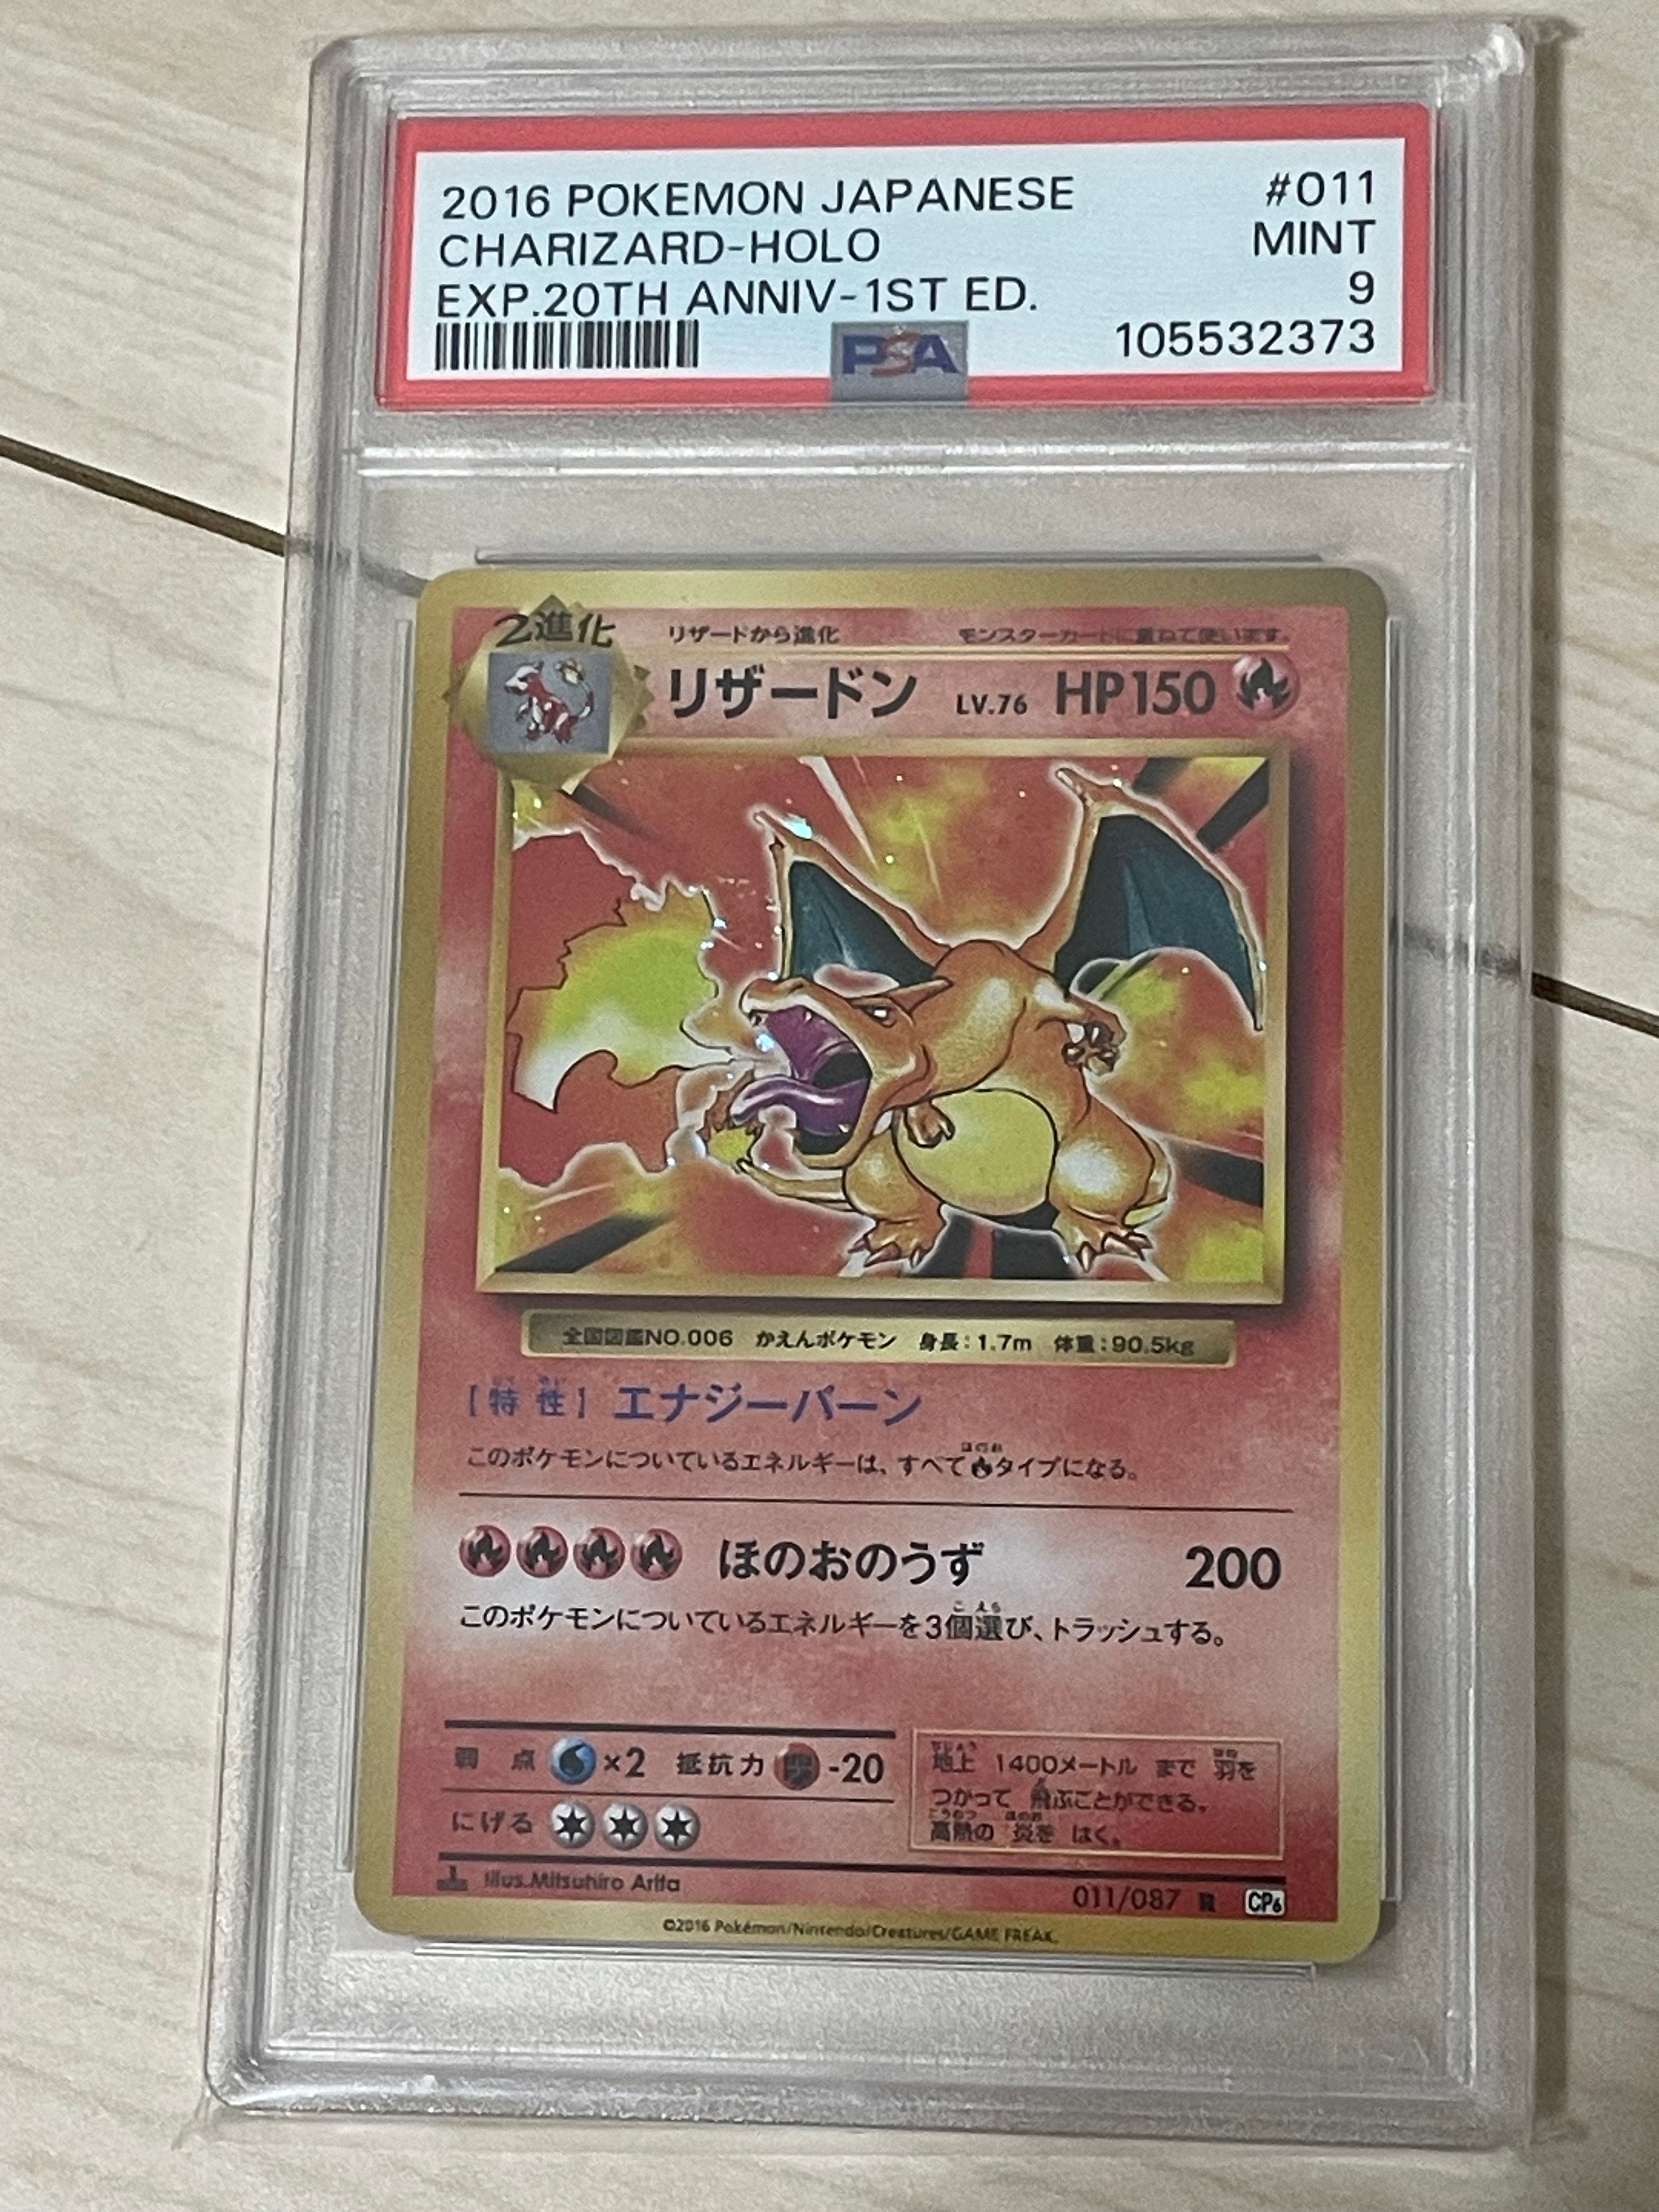 2016 POKEMON JAPANESE #011
CHARIZARD-HOLO MINT
EXP.20TH ANNIV-1ST ED. 9
PSA 105532373
2進化 リザードから進化 モンスターカードに重ねて使います。
リザードン LV.76 HP150
全国図鑑NO.006 かえんポケモン 身長:1.7m 体重:90.5kg
[特性] エナジーバーン
このポケモンについているエネルギーは、すべてタイプになる。
ほのおのうず 200
このポケモンについているエネルギーを3個選び、トラッシュする。
弱点 ×2 抵抗力 -20
にげる
地上 1400メートル まで 羽を
つかって 飛ぶことができる。
高熱の 炎を はく。
1 Illus.Mitsuhiro Arita
011/087 R CP6
©2016 Pokémon/Nintendo/Creatures/GAME FREAK.